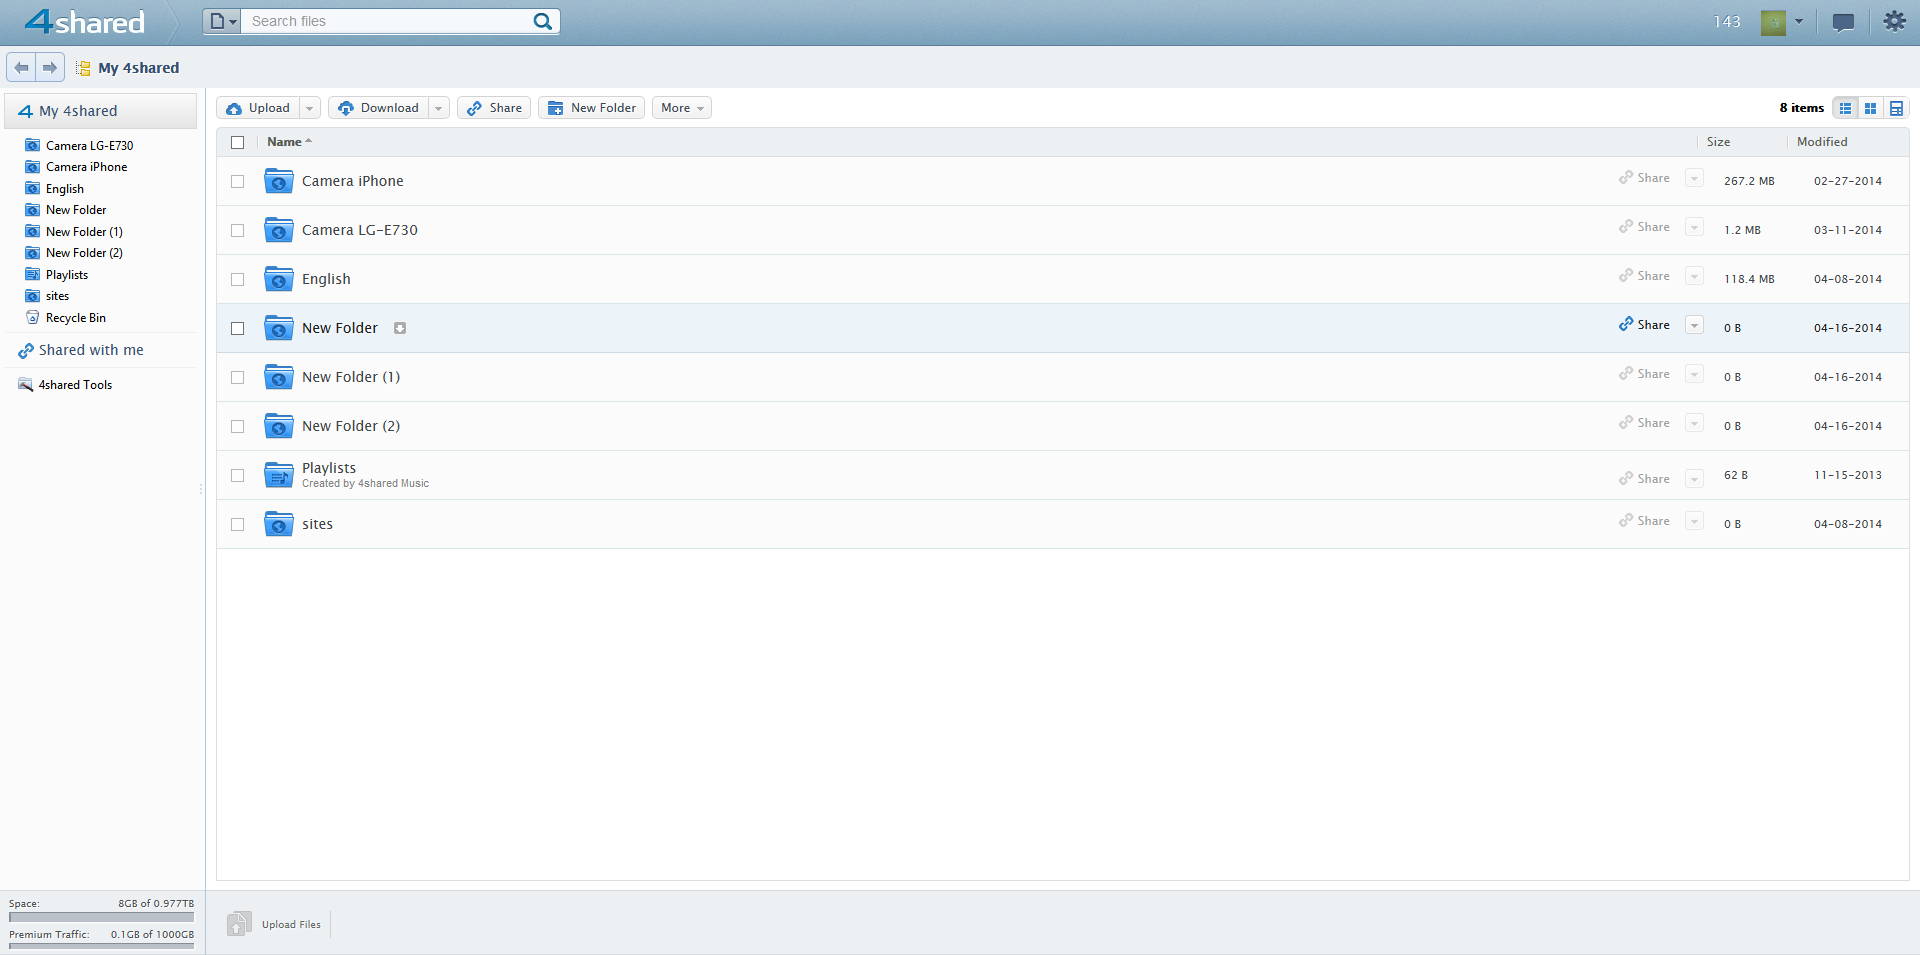 4shared
Search files
143
My 4shared
My 4shared
Camera LG-E730
Camera iPhone
English
New Folder
New Folder (1)
New Folder (2)
Playlists
sites
Recycle Bin
Shared with me
4shared Tools
Upload Download Share New Folder More 8 items
Name Size Modified
Camera iPhone Share 267.2 MB 02-27-2014
Camera LG-E730 Share 1.2 MB 03-11-2014
English Share 118.4 MB 04-08-2014
New Folder Share 0 B 04-16-2014
New Folder (1) Share 0 B 04-16-2014
New Folder (2) Share 0 B 04-16-2014
Playlists Share 62 B 11-15-2013
Created by 4shared Music
sites Share 0 B 04-08-2014
Space: 8GB of 0.977TB
Premium Traffic: 0.1GB of 1000GB
Upload Files